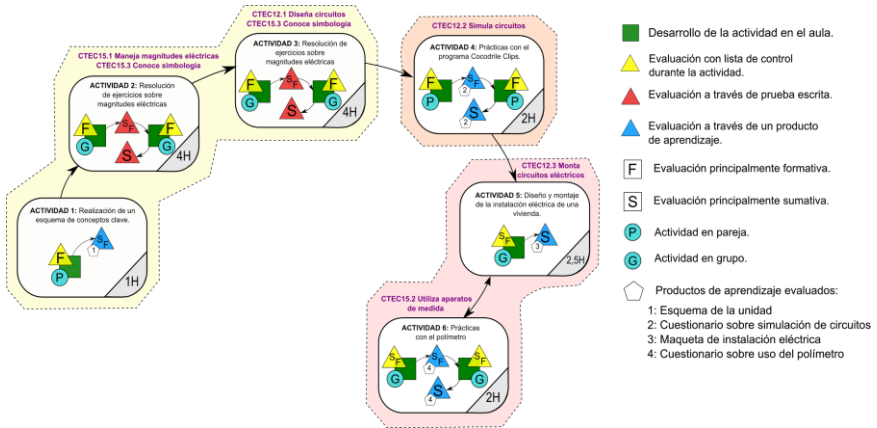 CTEC12.1 Diseña circuitos
CTEC15.3 Conoce simbología
ACTIVIDAD 3: Resolución de
ejercicios sobre
magnitudes eléctricas
F
G
S F
S
F
G
4H
CTEC12.2 Simula circuitos
ACTIVIDAD 4: Prácticas con el
programa Cocodrile Clips.
F
P
S F
2
S
2
F
P
2H
CTEC15.1 Maneja magnitudes eléctricas
CTEC15.3 Conoce simbología
ACTIVIDAD 2: Resolución
de ejercicios sobre
magnitudes eléctricas
F
G
S F
S
F
G
4H
ACTIVIDAD 1: Realización de un
esquema de conceptos clave.
F
P
S F
1
1H
CTEC12.3 Monta
circuitos eléctricos
ACTIVIDAD 5: Diseño y montaje
de la instalación eléctrica de una
vivienda.
S F
G
S
3
2,5H
CTEC15.2 Utiliza aparatos
de medida
ACTIVIDAD 6: Prácticas
con el polímetro
S F
G
S F
4
S
4
S F
G
2H
Desarrollo de la actividad en el aula.
Evaluación con lista de control
durante la actividad.
Evaluación a través de prueba escrita.
Evaluación a través de un producto
de aprendizaje.
F Evaluación principalmente formativa.
S Evaluación principalmente sumativa.
P Actividad en pareja.
G Actividad en grupo.
Productos de aprendizaje evaluados:
1: Esquema de la unidad
2: Cuestionario sobre simulación de circuitos
3: Maqueta de instalación eléctrica
4: Cuestionario sobre uso del polímetro